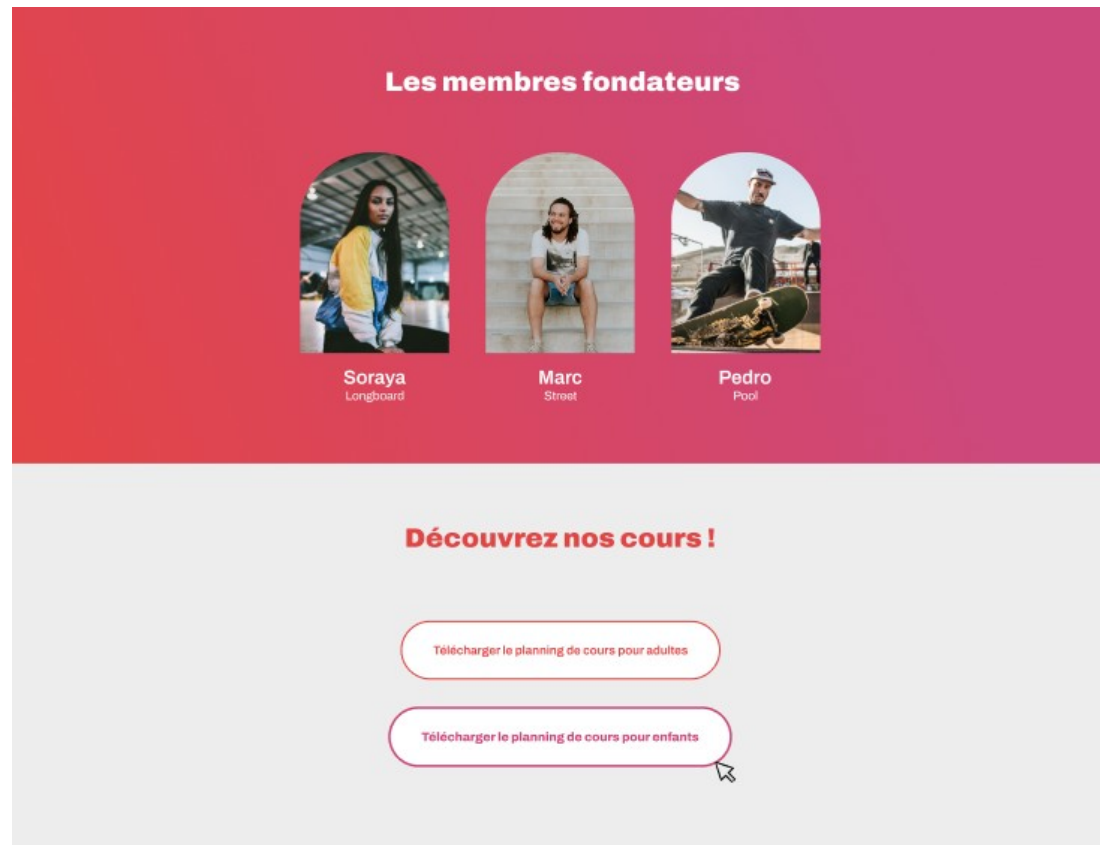 Les membres fondateurs
Soraya
Longboard
Marc
Street
Pedro
Pool
Découvrez nos cours !
Télécharger le planning de cours pour adultes
Télécharger le planning de cours pour enfants